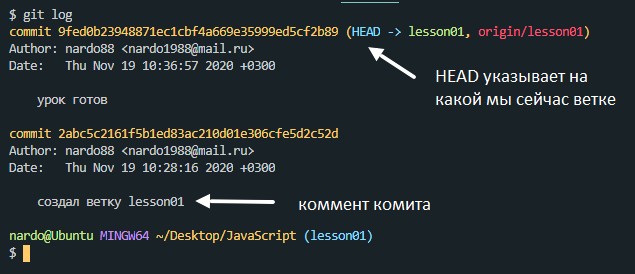 $ git log
commit 9fed0b23948871ec1cbf4a669e35999ed5cf2b89 (HEAD -> lesson01, origin/lesson01)
Author: nardo88 <nardo1988@mail.ru>
Date:   Thu Nov 19 10:36:57 2020 +0300
HEAD указывает на
какой мы сейчас ветке
урок готов
commit 2abc5c2161f5b1ed83ac210d01e306cfe5d2c52d
Author: nardo88 <nardo1988@mail.ru>
Date:   Thu Nov 19 10:28:16 2020 +0300
создал ветку lesson01
коммент комита
nardo@Ubuntu MINGW64 ~/Desktop/JavaScript (lesson01)
$